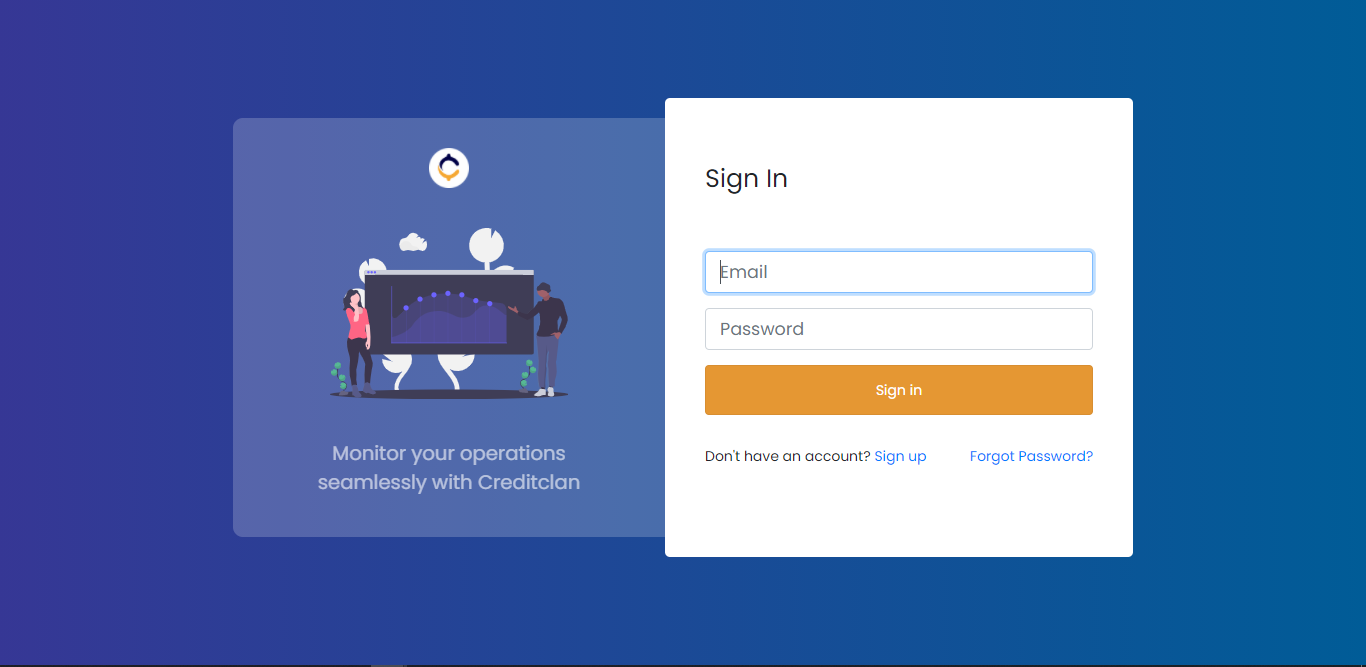 Monitor your operations
seamlessly with Creditclan
Sign In
Email
Password
Sign in
Don't have an account? Sign up
Forgot Password?